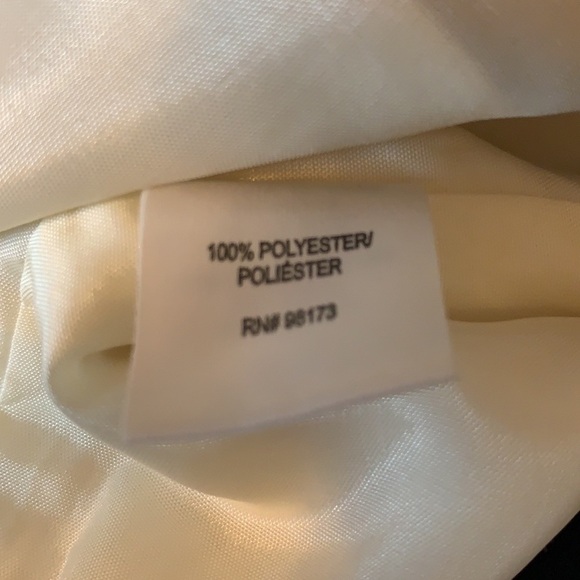 100% POLYESTER/
POLIÉSTER
RN# 98173